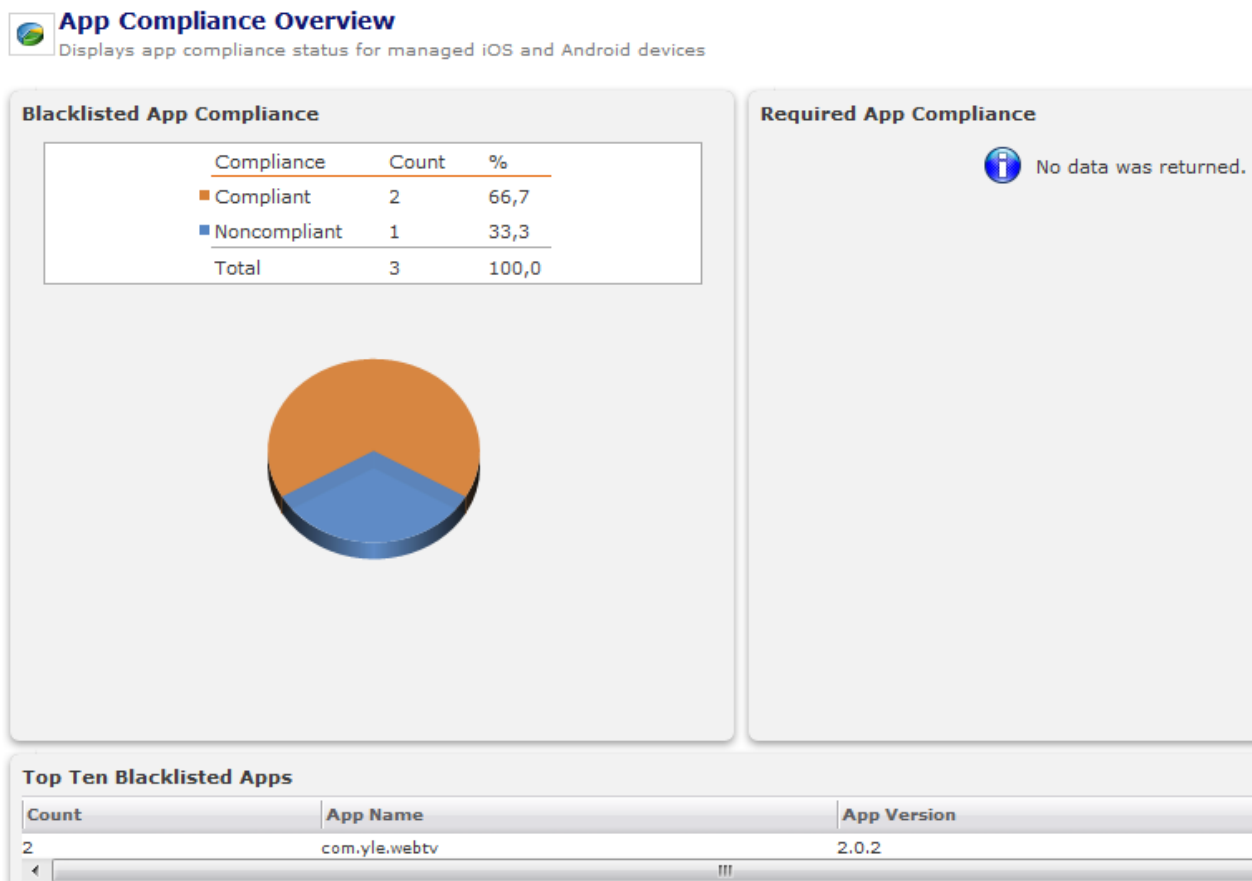 App Compliance Overview
Displays app compliance status for managed iOS and Android devices
Blacklisted App Compliance
Compliance Count %
Compliant 2 66,7
Noncompliant 1 33,3
Total 3 100,0
Required App Compliance
No data was returned.
Top Ten Blacklisted Apps
Count App Name App Version
2 com.yle.webtv 2.0.2